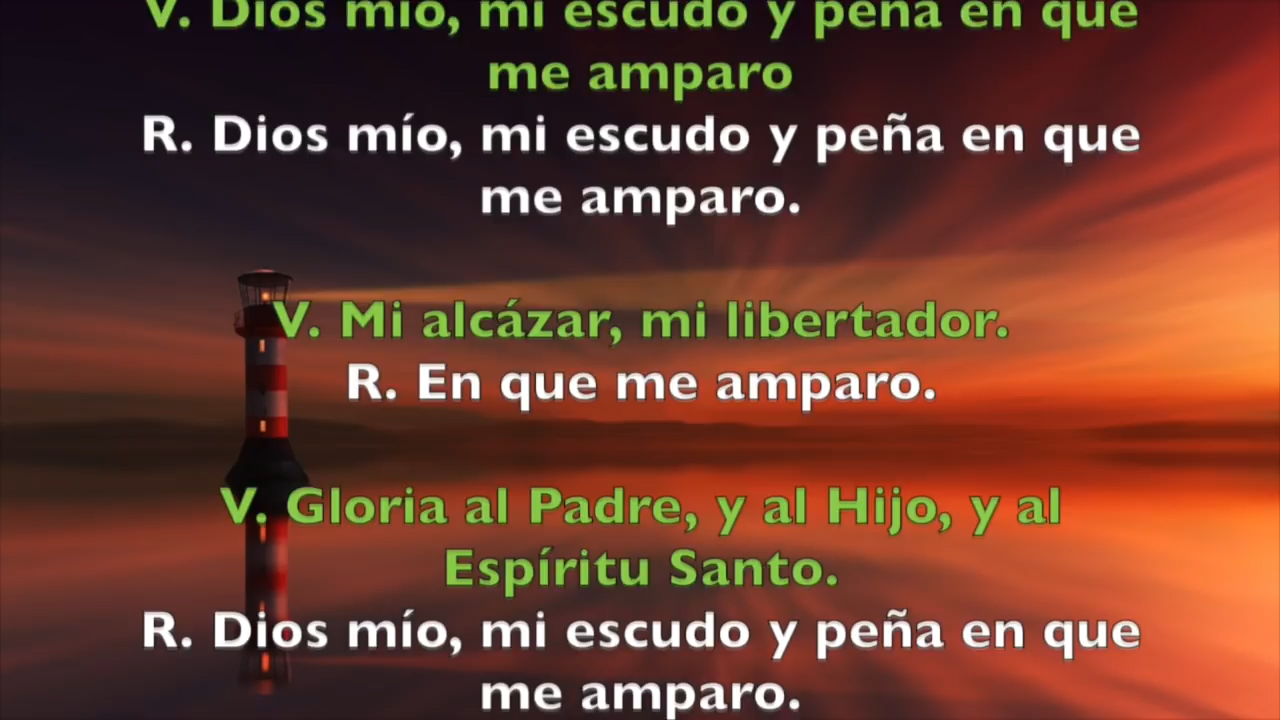 V. Dios mío, mi escudo y peña en que
me amparo
R. Dios mío, mi escudo y peña en que
me amparo.
V. Mi alcázar, mi libertador.
R. En que me amparo.
V. Gloria al Padre, y al Hijo, y al
Espíritu Santo.
R. Dios mío, mi escudo y peña en que
me amparo.